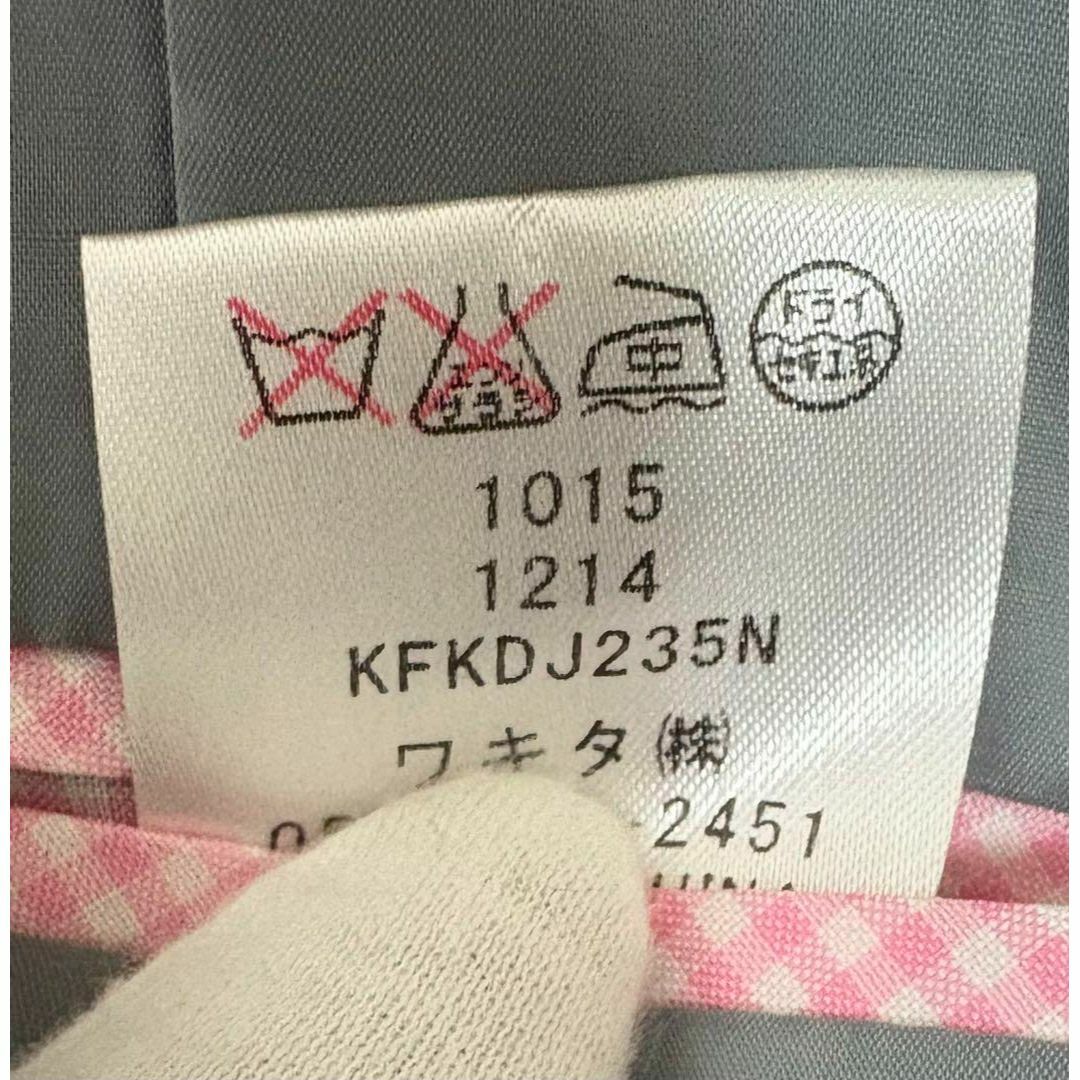 エンソ サラシ 中 ドライ セキユ系
1015
1214
KFKDJ235N
ワキタ㈱
-2451